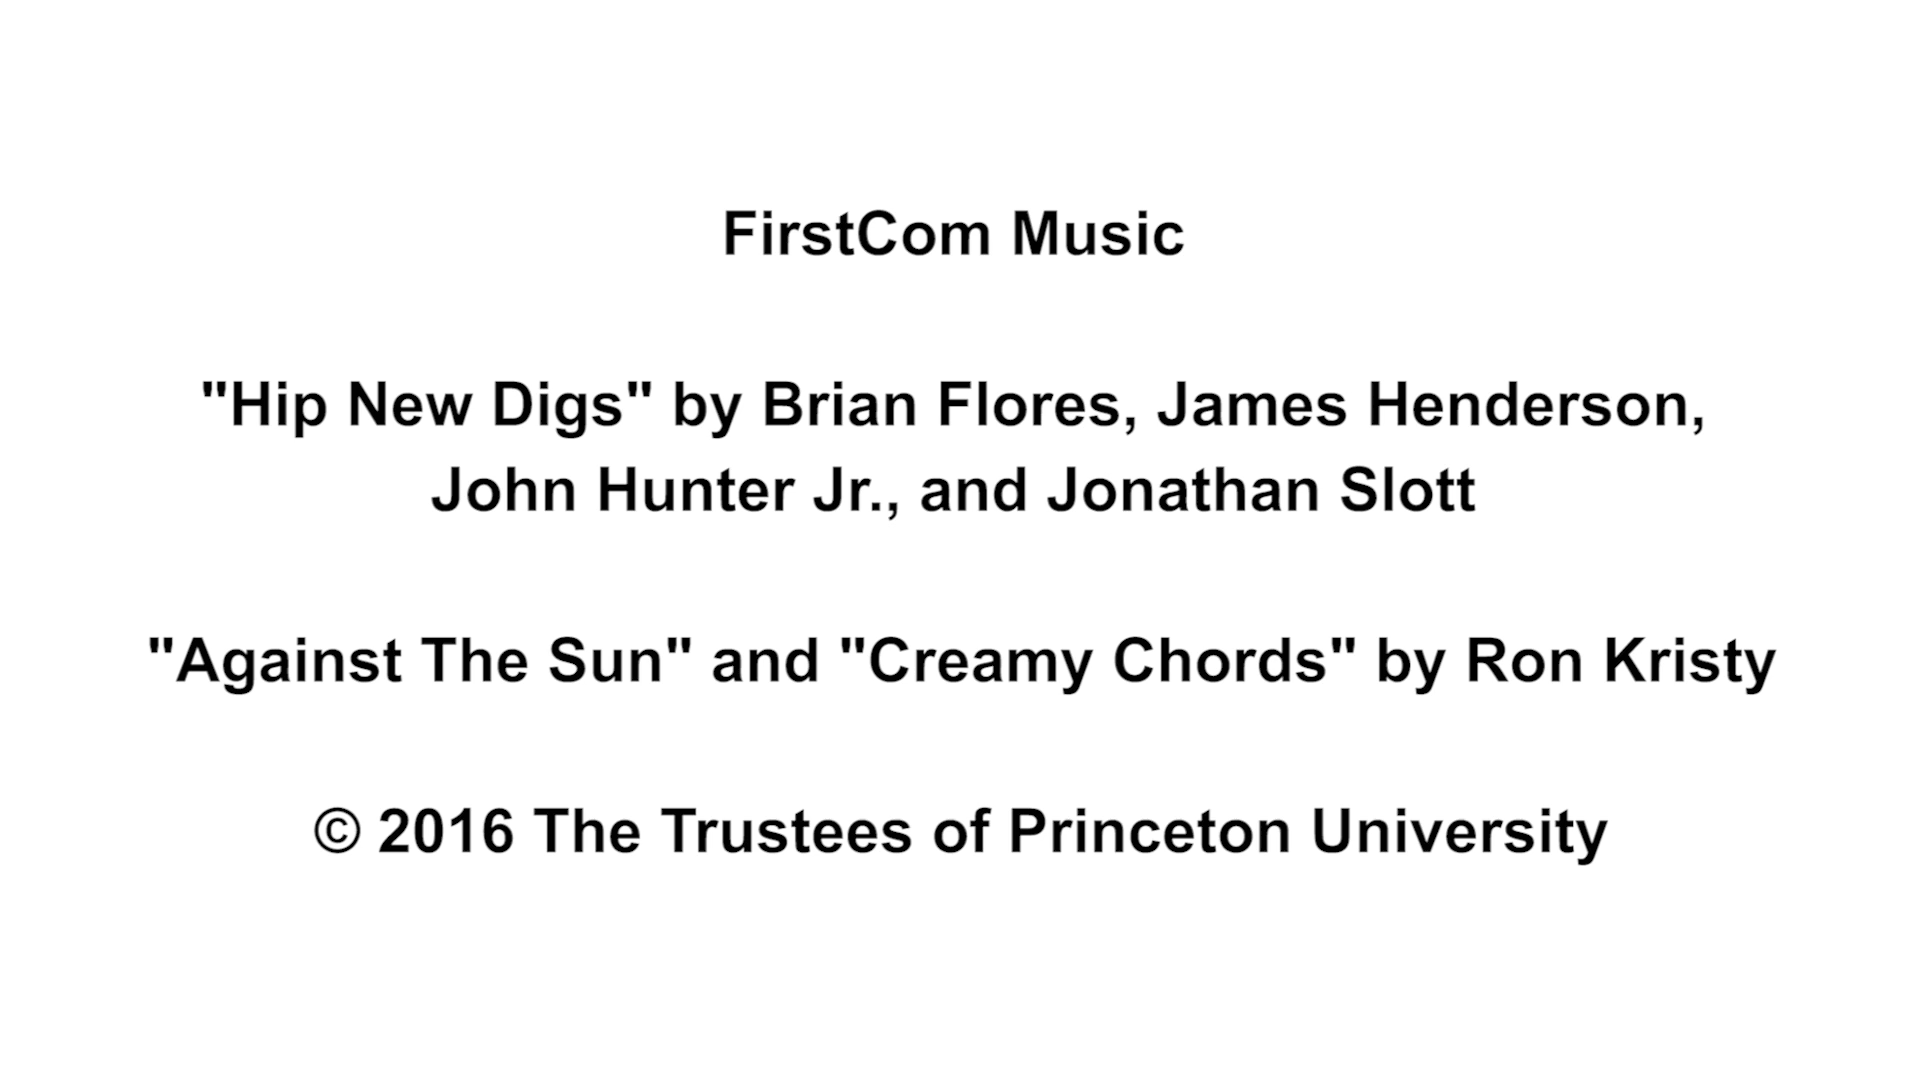 FirstCom Music
"Hip New Digs" by Brian Flores, James Henderson,
John Hunter Jr., and Jonathan Slott
"Against The Sun" and "Creamy Chords" by Ron Kristy
© 2016 The Trustees of Princeton University